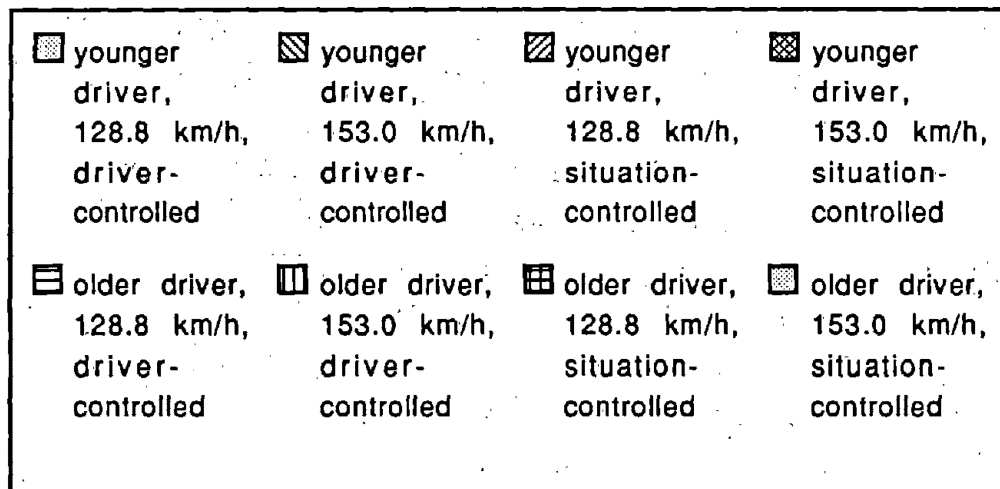 younger driver, 128.8 km/h, driver-controlled
younger driver, 153.0 km/h, driver-controlled
younger driver, 128.8 km/h, situation-controlled
younger driver, 153.0 km/h, situation-controlled
older driver, 128.8 km/h, driver-controlled
older driver, 153.0 km/h, driver-controlled
older driver, 128.8 km/h, situation-controlled
older driver, 153.0 km/h, situation-controlled